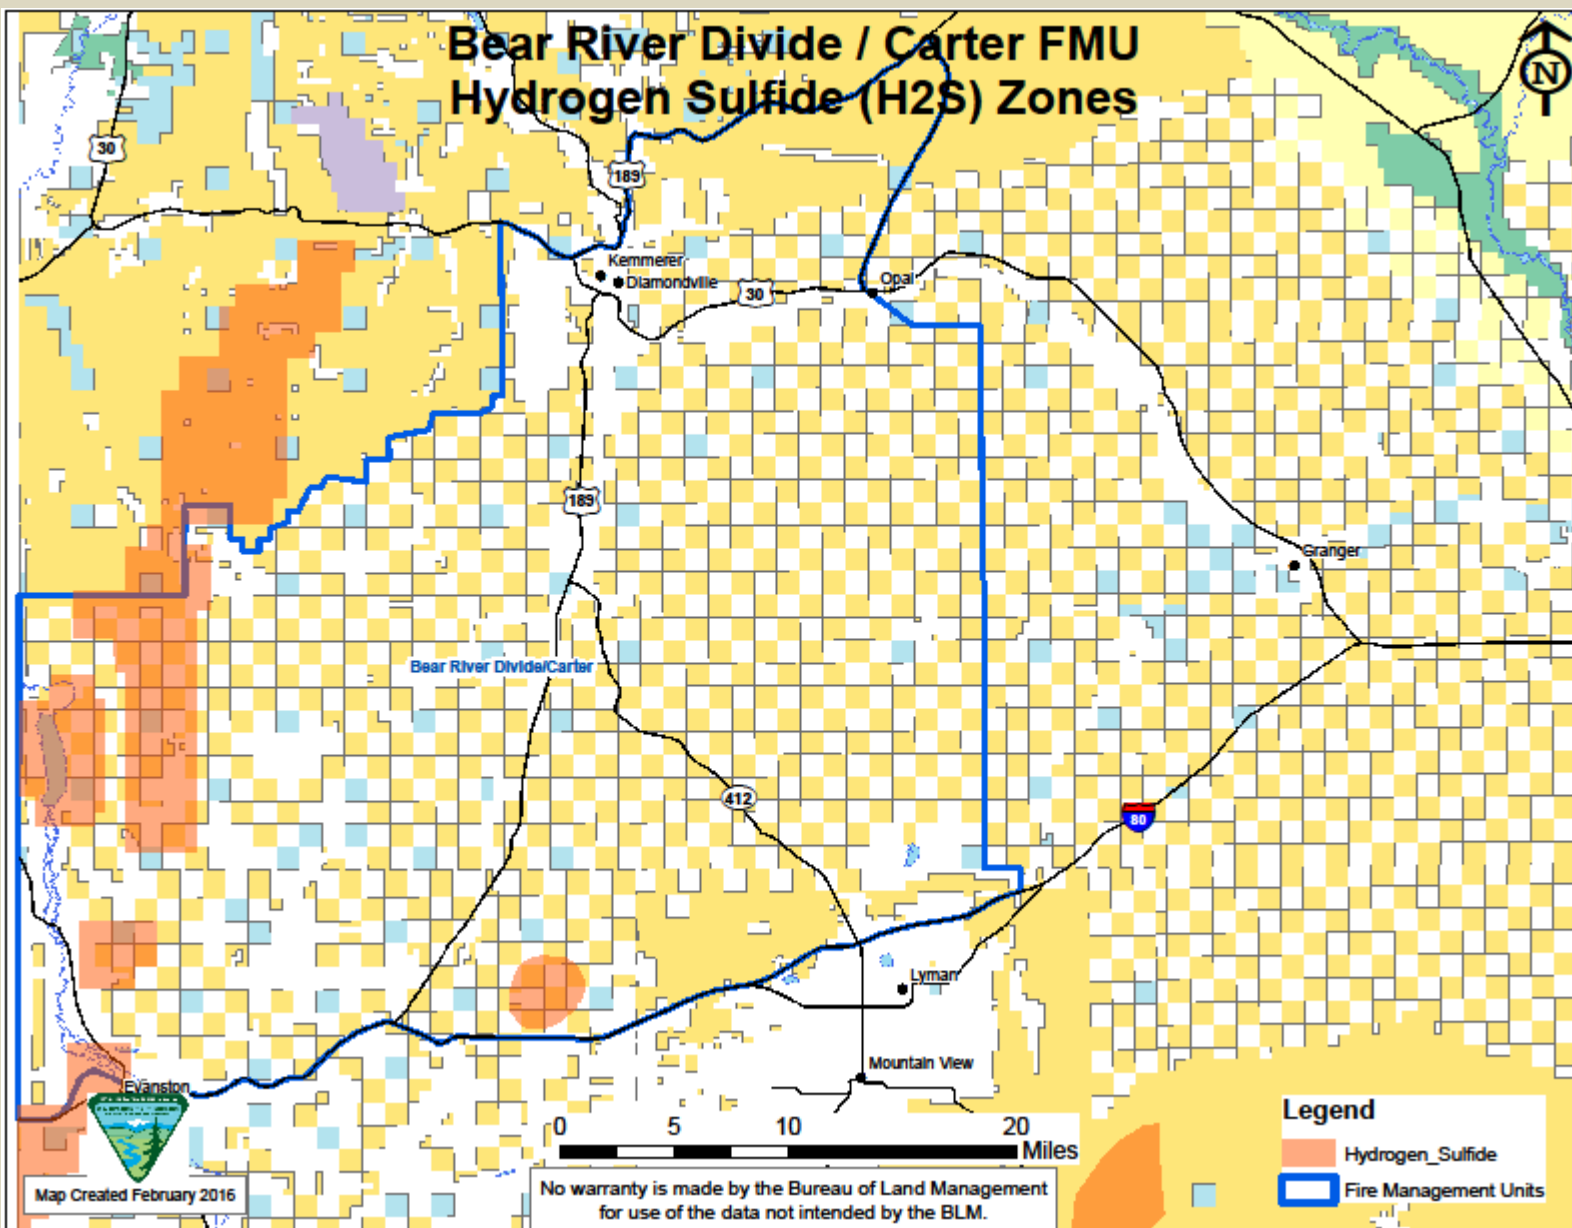 Bear River Divide / Carter FMU
Hydrogen Sulfide (H2S) Zones
N
30
189
Kemmerer
Diamondville
30
Opal
189
Granger
Bear River Divide/Carter
412
80
Lyman
Mountain View
Evanston
0 5 10 20
Miles
Legend
Hydrogen_Sulfide
Fire Management Units
Map Created February 2016
No warranty is made by the Bureau of Land Management
for use of the data not intended by the BLM.